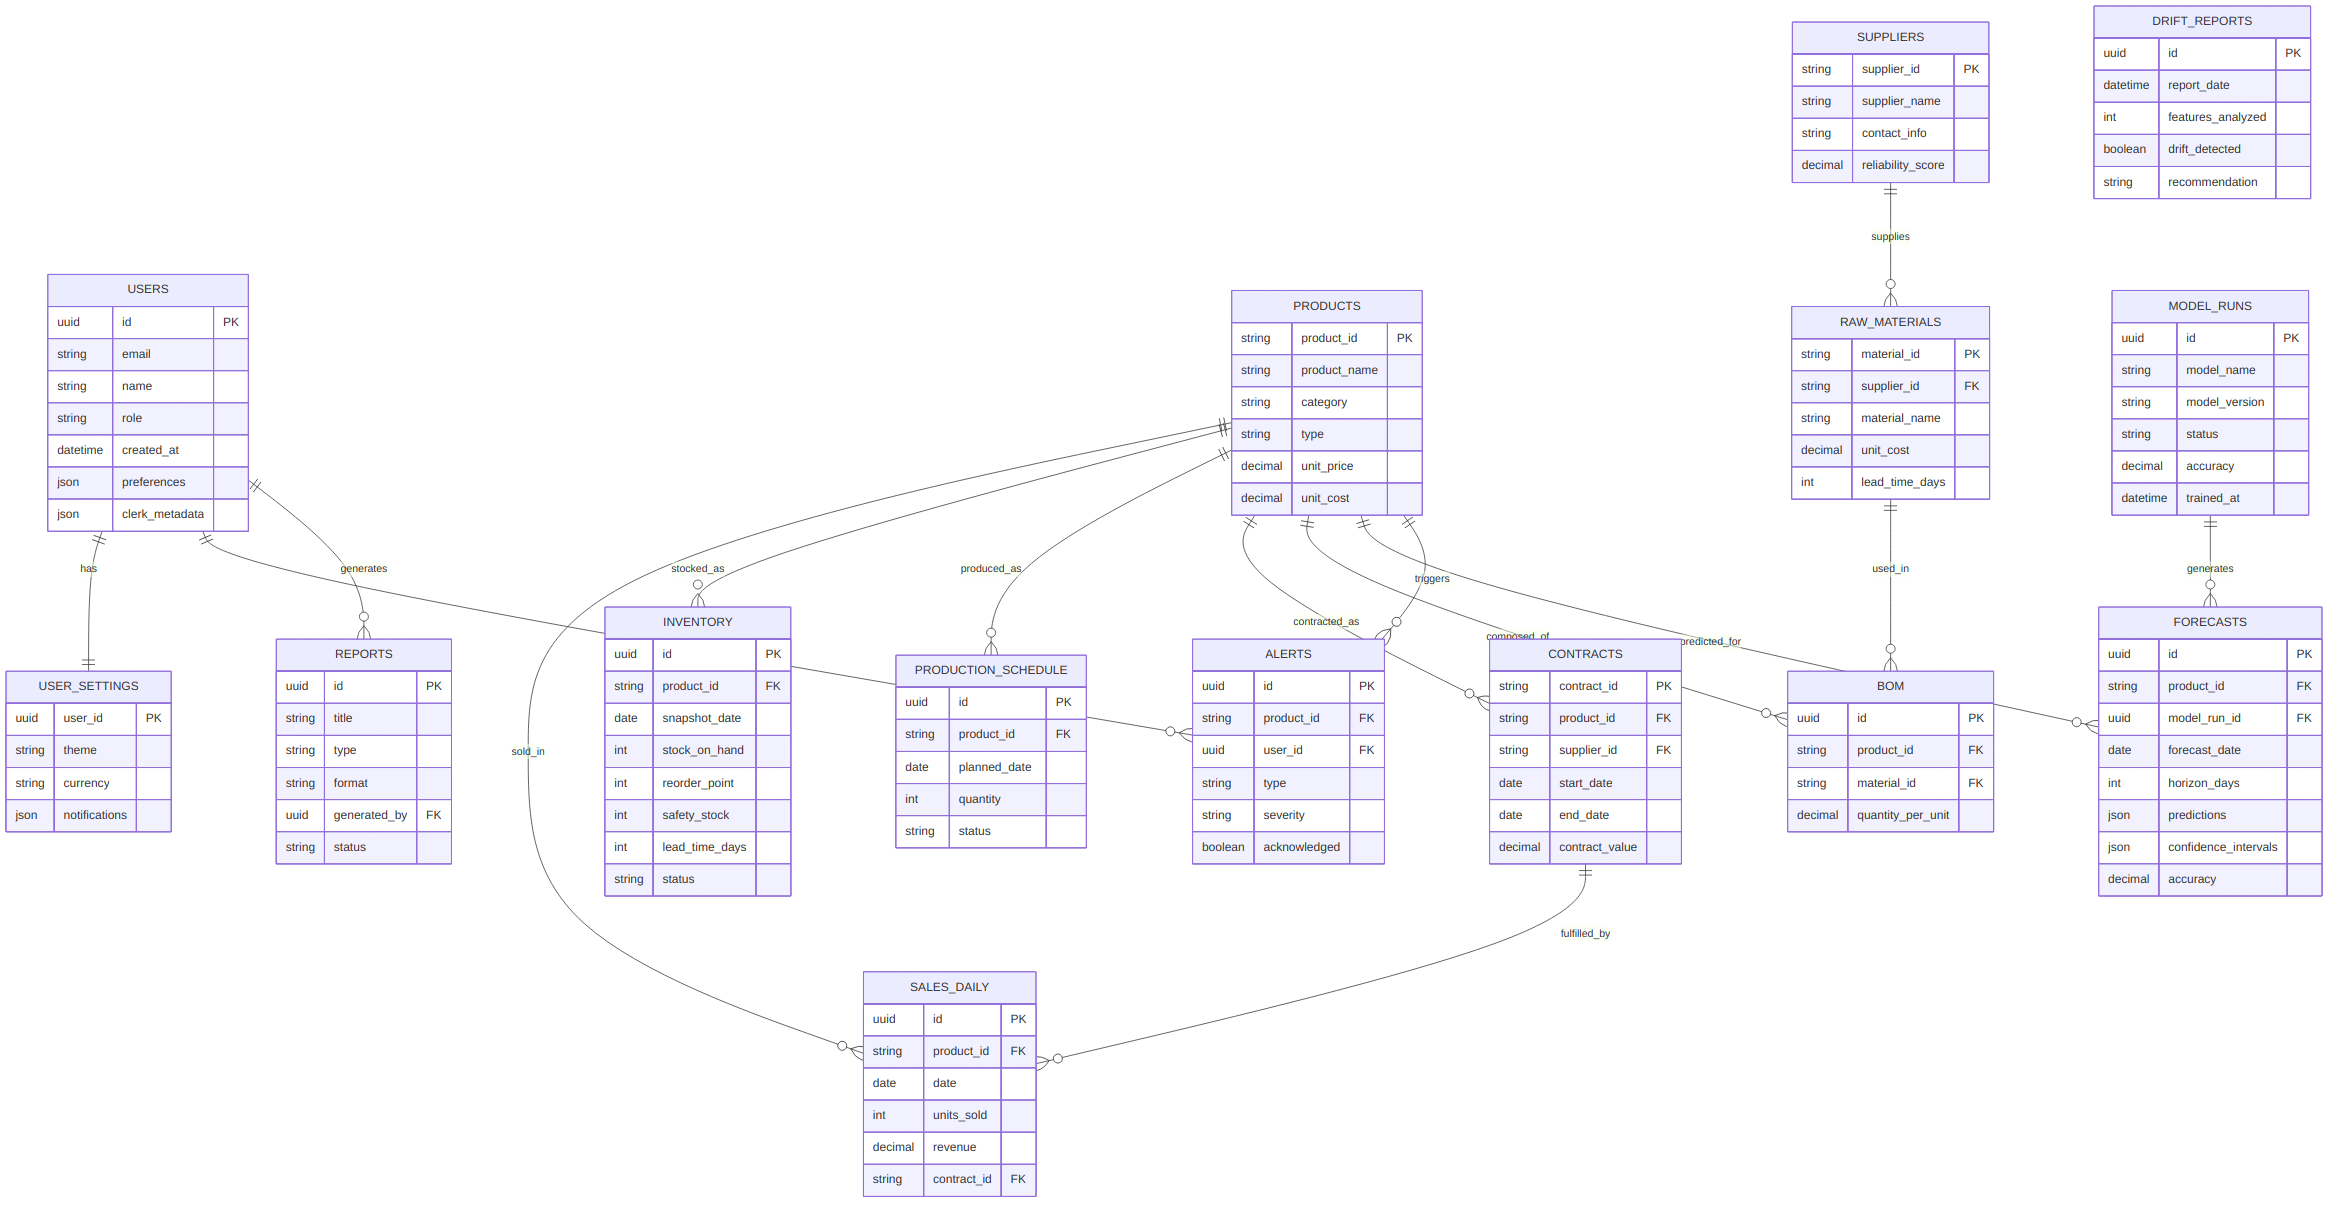 DRIFT_REPORTS
uuid id PK
datetime report_date
int features_analyzed
boolean drift_detected
string recommendation
SUPPLIERS
string supplier_id PK
string supplier_name
string contact_info
decimal reliability_score
supplies
USERS
uuid id PK
string email
string name
string role
datetime created_at
json preferences
json clerk_metadata
PRODUCTS
string product_id PK
string product_name
string category
string type
decimal unit_price
decimal unit_cost
RAW_MATERIALS
string material_id PK
string supplier_id FK
string material_name
decimal unit_cost
int lead_time_days
MODEL_RUNS
uuid id PK
string model_name
string model_version
string status
decimal accuracy
datetime trained_at
has
generates
stocked_as
produced_as
triggers
used_in
generates
contracted_as
composed_of
predicted_for
USER_SETTINGS
uuid user_id PK
string theme
string currency
json notifications
REPORTS
uuid id PK
string title
string type
string format
uuid generated_by FK
string status
INVENTORY
uuid id PK
string product_id FK
date snapshot_date
int stock_on_hand
int reorder_point
int safety_stock
int lead_time_days
string status
PRODUCTION_SCHEDULE
uuid id PK
string product_id FK
date planned_date
int quantity
string status
ALERTS
uuid id PK
string product_id FK
uuid user_id FK
string type
string severity
boolean acknowledged
CONTRACTS
string contract_id PK
string product_id FK
string supplier_id FK
date start_date
date end_date
decimal contract_value
BOM
uuid id PK
string product_id FK
string material_id FK
decimal quantity_per_unit
FORECASTS
uuid id PK
string product_id FK
uuid model_run_id FK
date forecast_date
int horizon_days
json predictions
json confidence_intervals
decimal accuracy
sold_in
fulfilled_by
SALES_DAILY
uuid id PK
string product_id FK
date date
int units_sold
decimal revenue
string contract_id FK